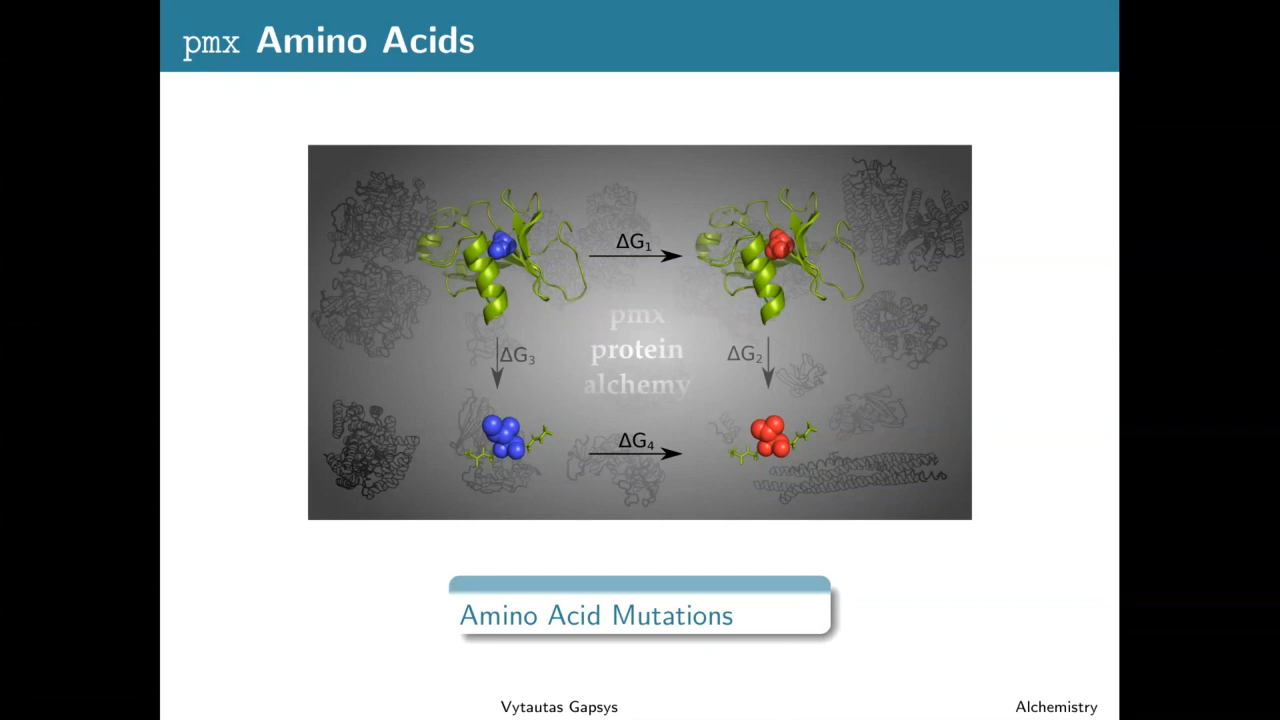 pmx Amino Acids
ΔG₁
pmx
protein
alchemy
ΔG₃
ΔG₂
ΔG₄
Amino Acid Mutations
Vytautas Gapsys
Alchemistry